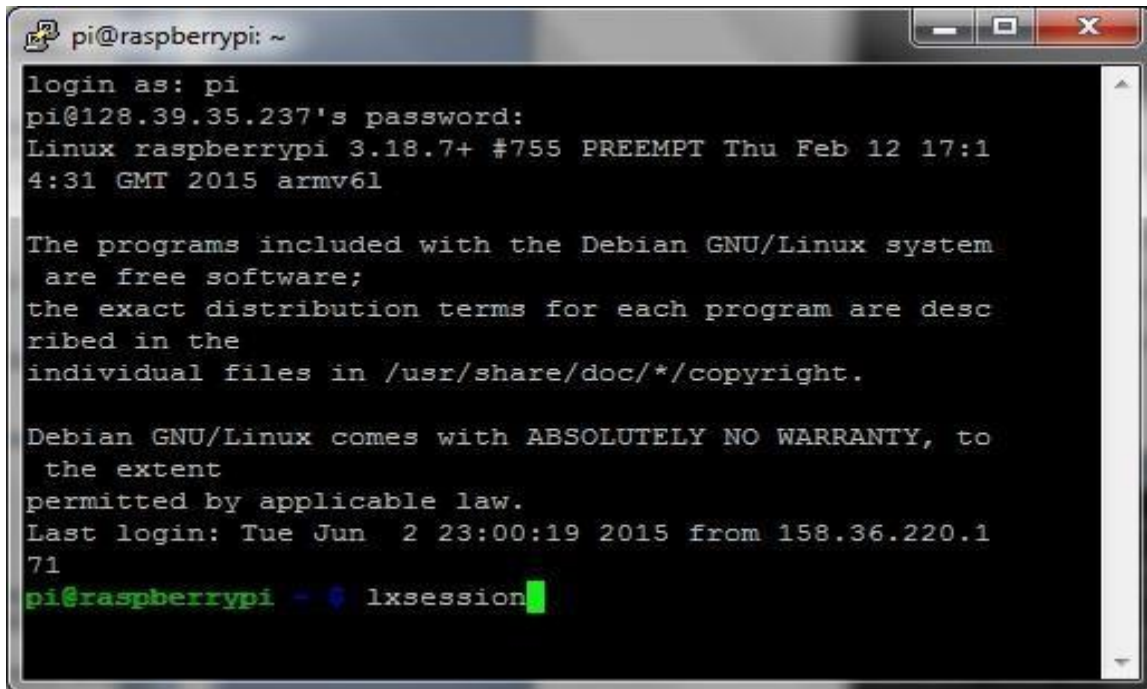 pi@raspberrypi: ~
login as: pi
pi@128.39.35.237's password:
Linux raspberrypi 3.18.7+ #755 PREEMPT Thu Feb 12 17:1
4:31 GMT 2015 armv6l

The programs included with the Debian GNU/Linux system
 are free software;
the exact distribution terms for each program are desc
ribed in the
individual files in /usr/share/doc/*/copyright.

Debian GNU/Linux comes with ABSOLUTELY NO WARRANTY, to
 the extent
permitted by applicable law.
Last login: Tue Jun  2 23:00:19 2015 from 158.36.220.1
71
pi@raspberrypi ~ $ lxsession